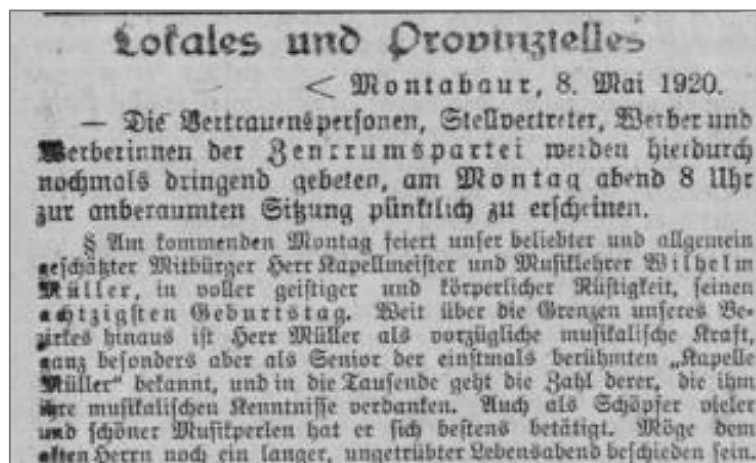 Lokales und Provinzielles
< Montabaur, 8. Mai 1920.
— Die Vertrauenspersonen, Stellvertreter, Werber und
Werberinnen der Zentrumspartei werden hierdurch
nochmals dringend gebeten, am Montag abend 8 Uhr
zur anberaumten Sitzung pünktlich zu erscheinen.
§ Am kommenden Montag feiert unser beliebter und allgemein
geschätzter Mitbürger Herr Kapellmeister und Musiklehrer Wilhelm
Müller, in voller geistiger und körperlicher Rüstigkeit, seinen
achtzigsten Geburtstag. Weit über die Grenzen unseres Be-
zirkes hinaus ist Herr Müller als vorzügliche musikalische Kraft,
ganz besonders aber als Senior der einstmals berühmten „Kapelle
Müller“ bekannt, und in die Tausende geht die Zahl derer, die ihm
ihre musikalischen Kenntnisse verdanken. Auch als Schöpfer vieler
und schöner Musikperlen hat er sich bestens betätigt. Möge dem
alten Herrn noch ein langer, ungetrübter Lebensabend beschieden sein